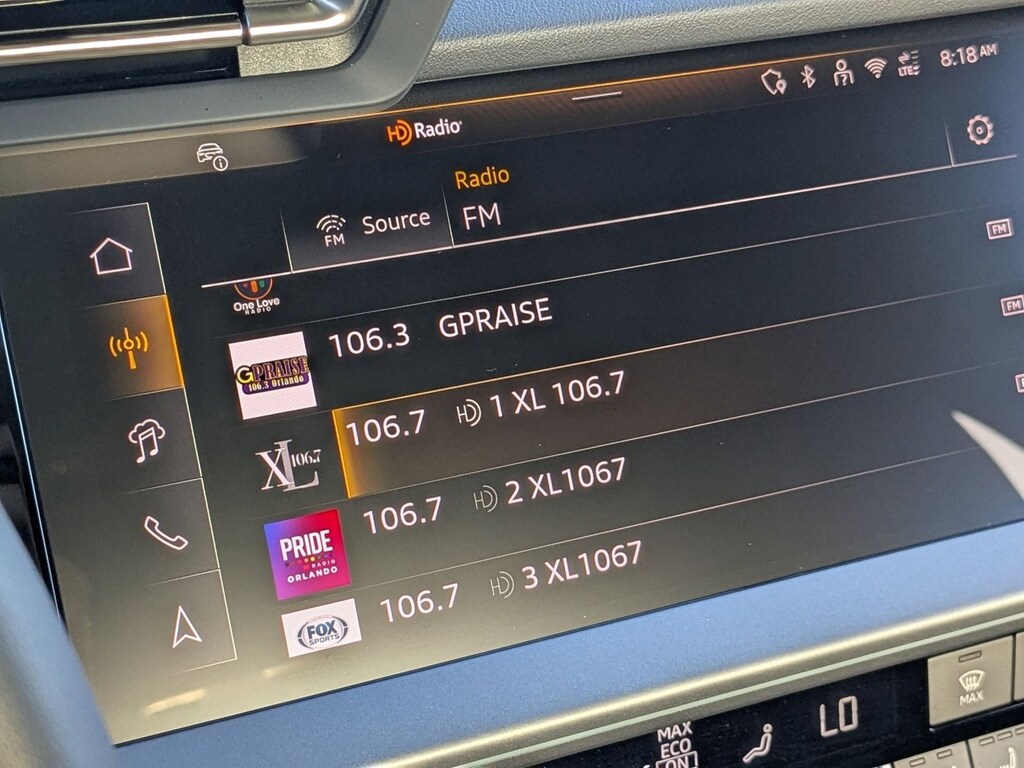 LTE
8:18 AM
HD Radio
Radio
FM Source FM
FM
One Love
RADIO
106.3 GPRAISE
GPRAISE
106.3 Orlando
FM
106.7 HD 1 XL 106.7
XL 106.7
106.7 HD 2 XL1067
PRIDE
RADIO
ORLANDO
106.7 HD 3 XL1067
FOX
SPORTS
MAX
ECO
ON
LO
MAX